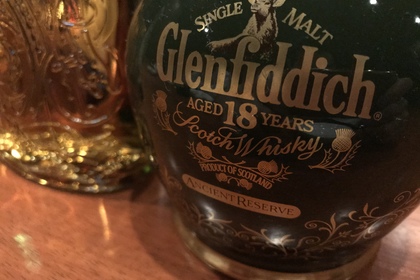 SINGLE MALT
Glenfiddich®
AGED 18 YEARS
Scotch Whisky
PRODUCT OF SCOTLAND
ANCIENT RESERVE